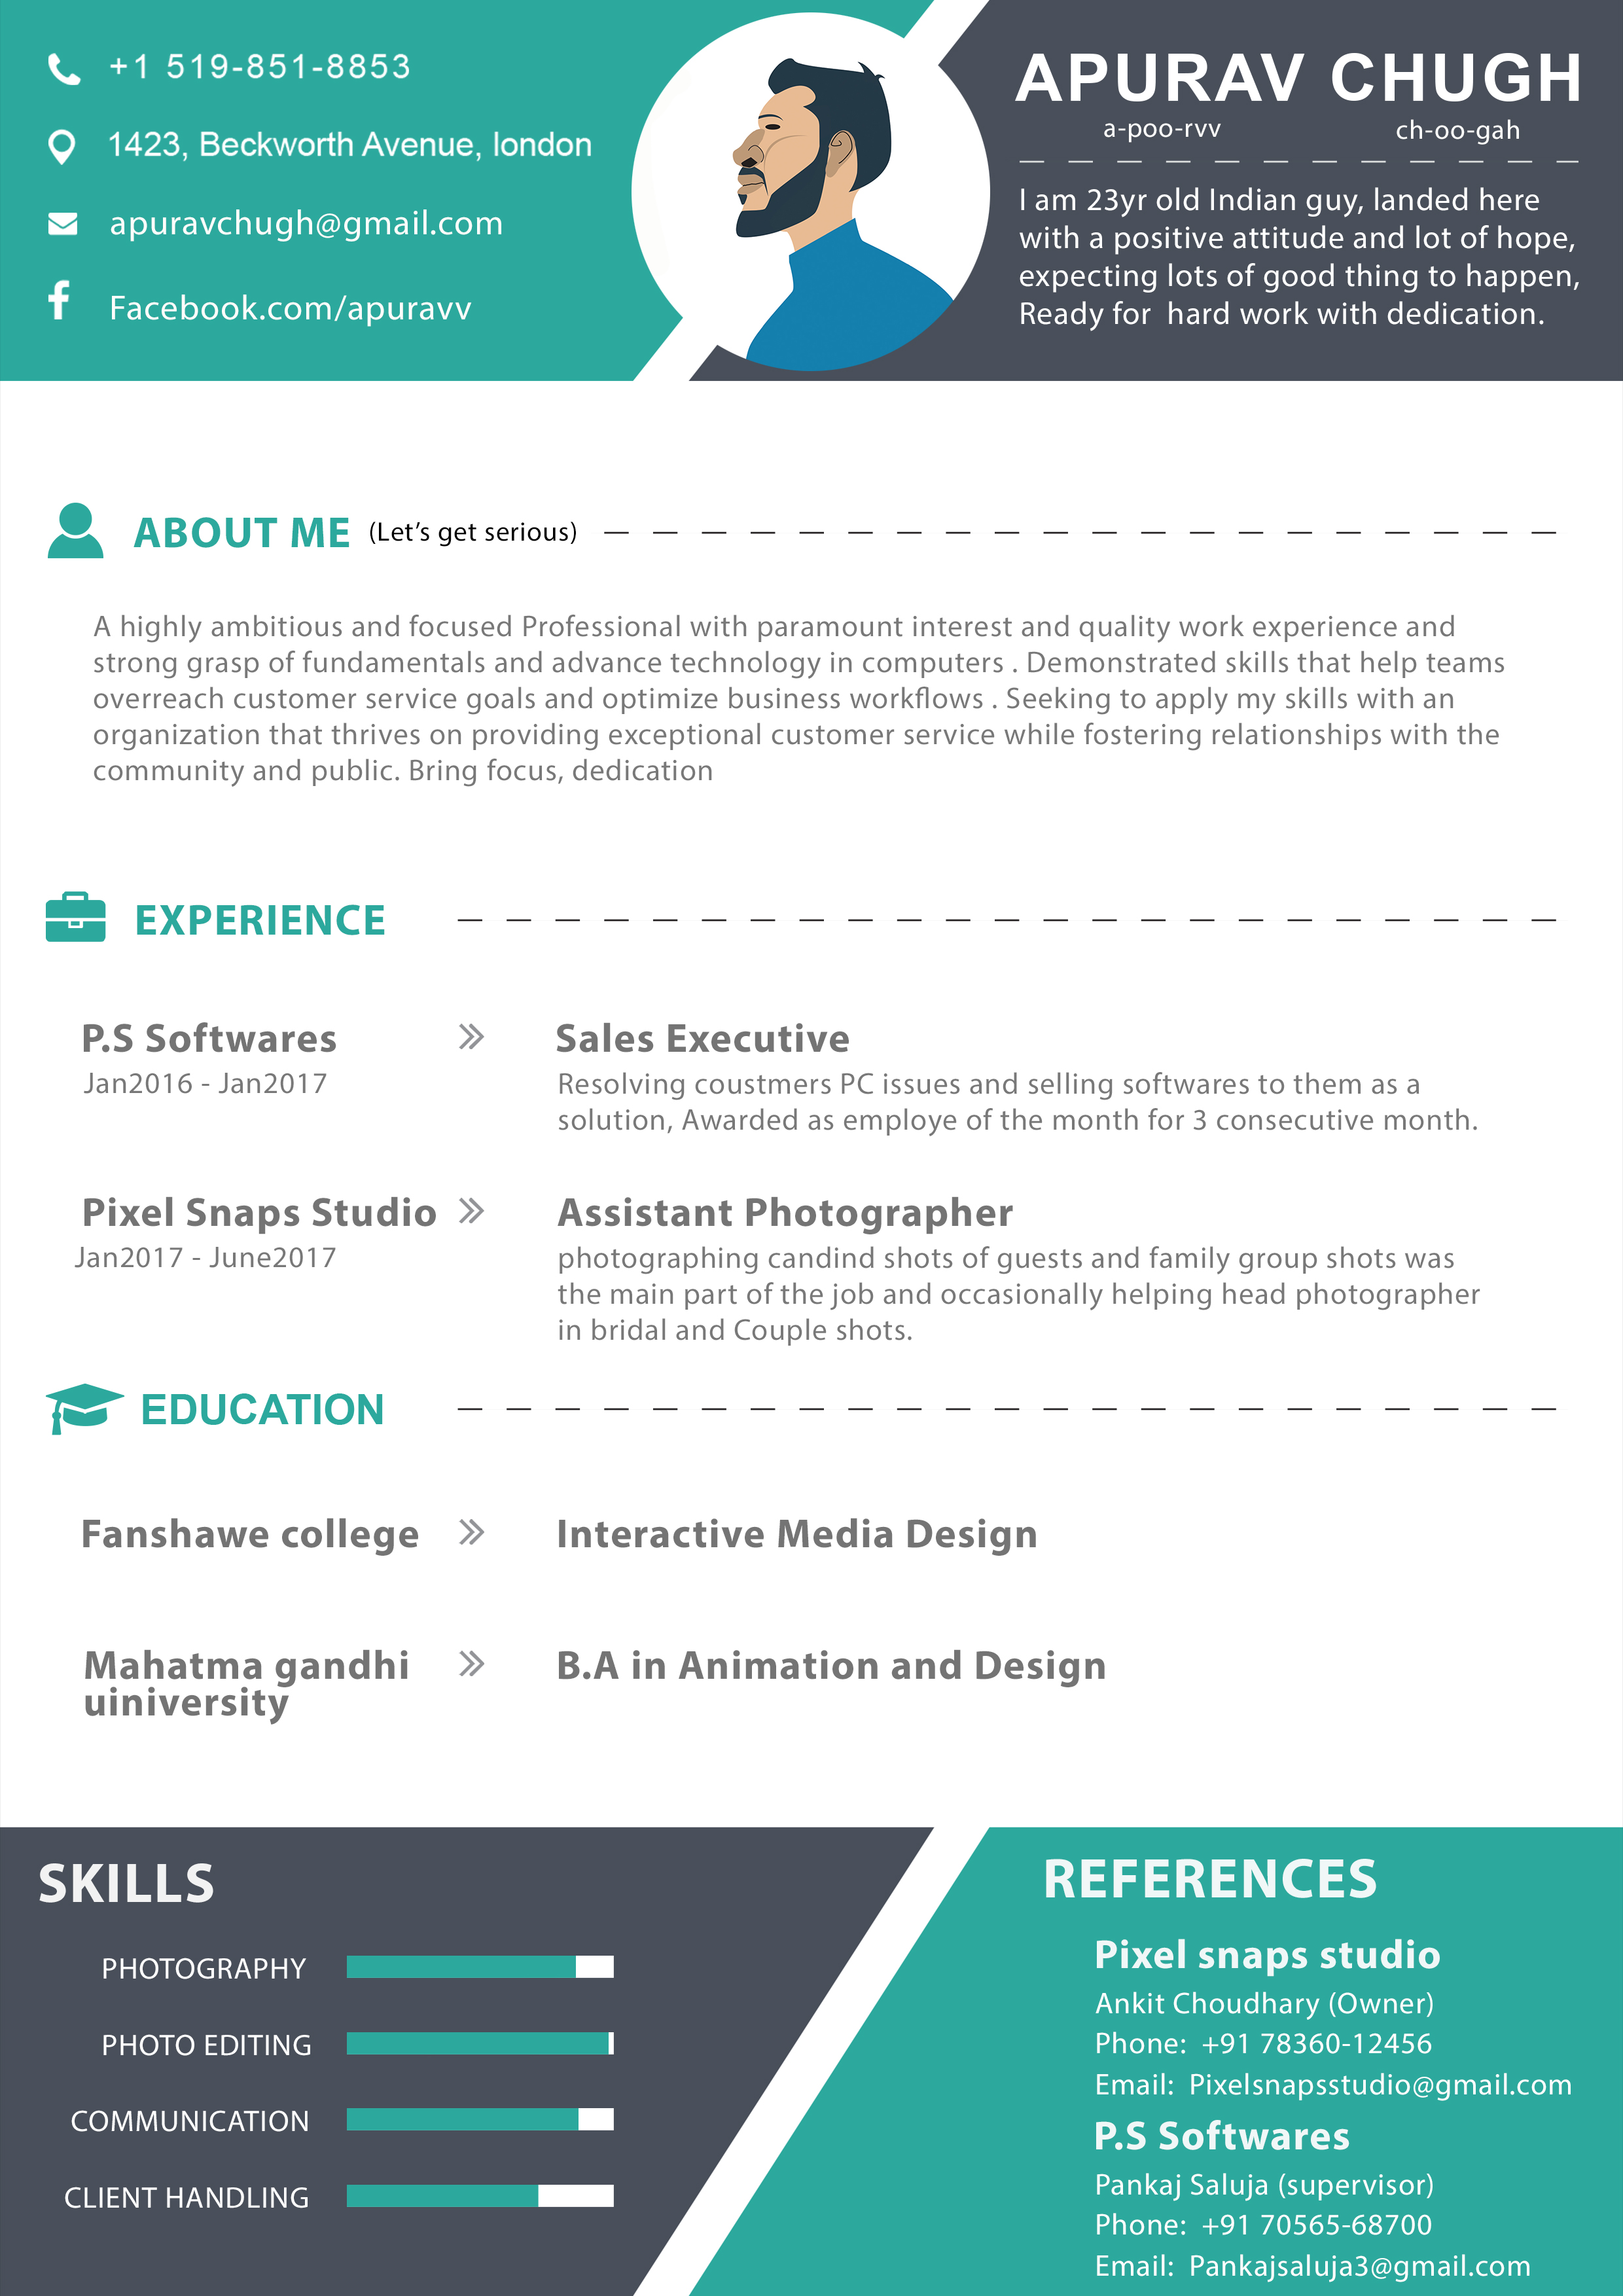 +1 519-851-8853
1423, Beckworth Avenue, london
apuravchugh@gmail.com
Facebook.com/apuravv
APURAV CHUGH
a-poo-rvv ch-oo-gah
I am 23yr old Indian guy, landed here
with a positive attitude and lot of hope,
expecting lots of good thing to happen,
Ready for hard work with dedication.
ABOUT ME (Let's get serious)
A highly ambitious and focused Professional with paramount interest and quality work experience and
strong grasp of fundamentals and advance technology in computers . Demonstrated skills that help teams
overreach customer service goals and optimize business workflows . Seeking to apply my skills with an
organization that thrives on providing exceptional customer service while fostering relationships with the
community and public. Bring focus, dedication
EXPERIENCE
P.S Softwares
Jan2016 - Jan2017
Sales Executive
Resolving coustmers PC issues and selling softwares to them as a
solution, Awarded as employe of the month for 3 consecutive month.
Pixel Snaps Studio
Jan2017 - June2017
Assistant Photographer
photographing candind shots of guests and family group shots was
the main part of the job and occasionally helping head photographer
in bridal and Couple shots.
EDUCATION
Fanshawe college
Interactive Media Design
Mahatma gandhi
uiniversity
B.A in Animation and Design
SKILLS
PHOTOGRAPHY
PHOTO EDITING
COMMUNICATION
CLIENT HANDLING
REFERENCES
Pixel snaps studio
Ankit Choudhary (Owner)
Phone: +91 78360-12456
Email: Pixelsnapsstudio@gmail.com
P.S Softwares
Pankaj Saluja (supervisor)
Phone: +91 70565-68700
Email: Pankajsaluja3@gmail.com